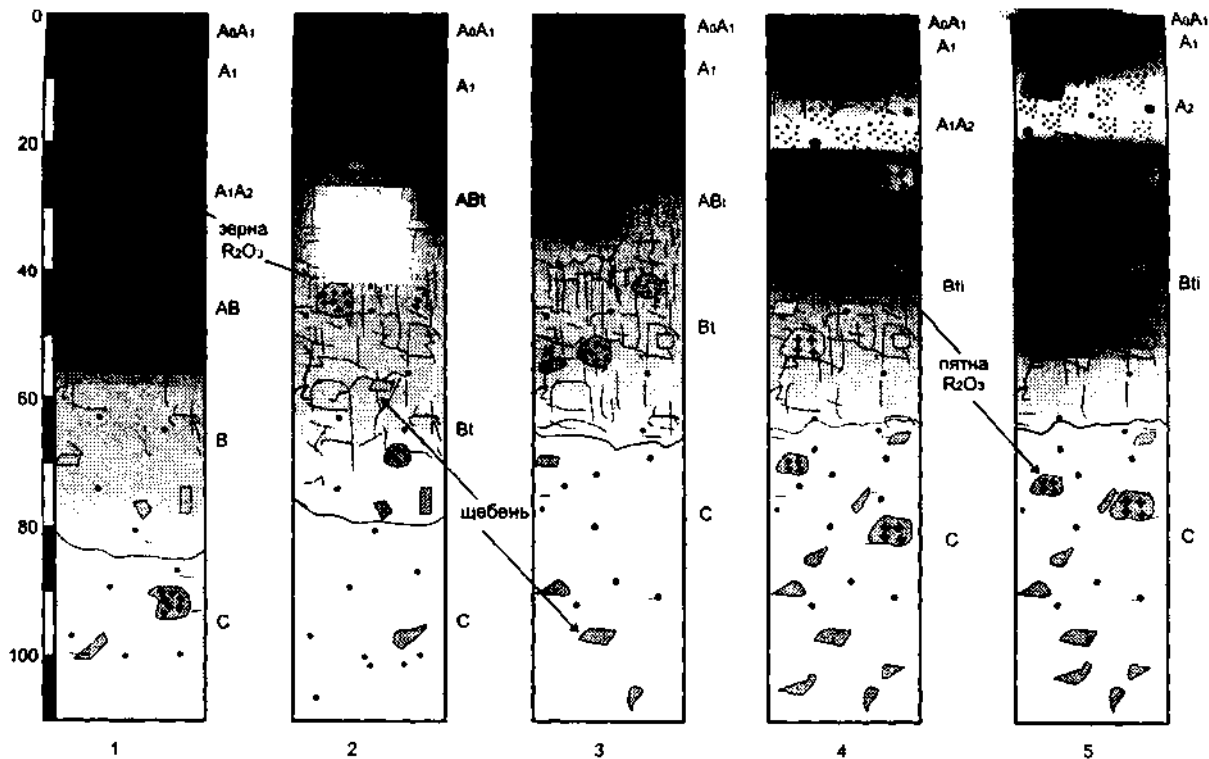 0
20
40
60
80
100
A₀A₁
A₁
A₁A₂
зерна
R₂O₃
AB
B
C
1
A₀A₁
A₁
ABt
Bt
щебень
C
2
A₀A₁
A₁
ABt
Bt
C
3
A₀A₁
A₁
A₁A₂
Bti
пятна
R₂O₃
C
4
A₀A₁
A₁
A₂
Bti
C
5